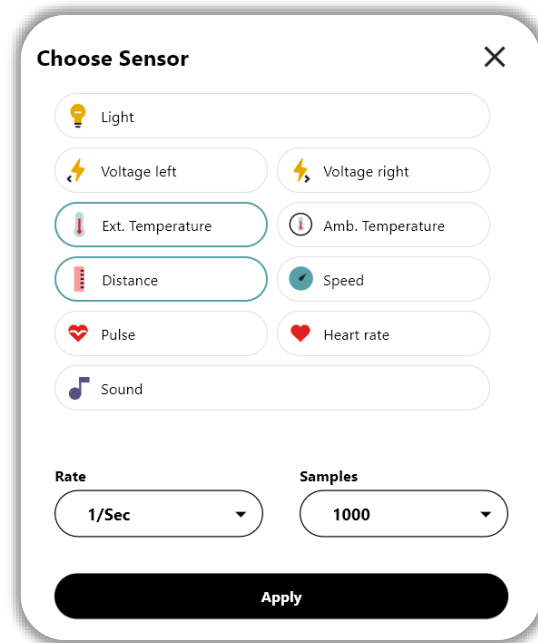 Choose Sensor
Light
Voltage left
Voltage right
Ext. Temperature
Amb. Temperature
Distance
Speed
Pulse
Heart rate
Sound
Rate
Samples
1/Sec
1000
Apply